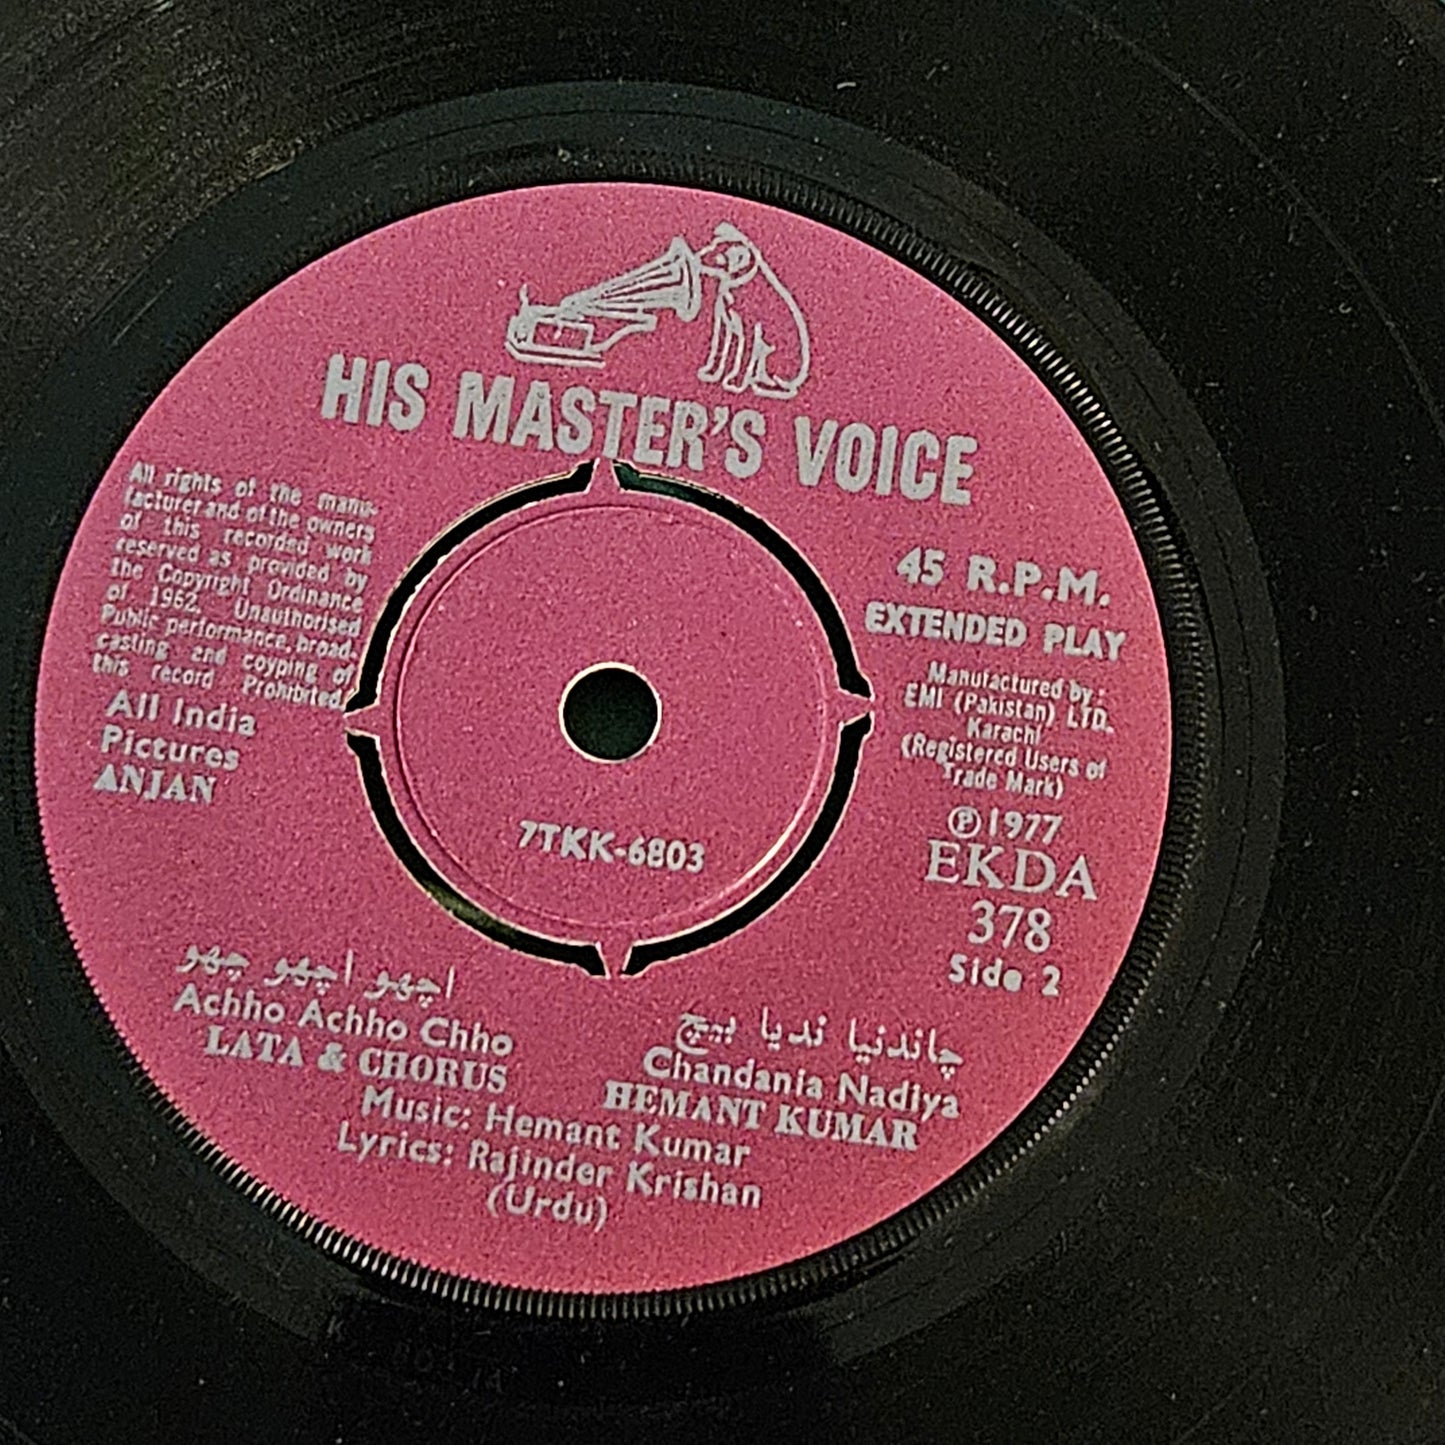 HIS MASTER'S VOICE
All rights of the manu-
facturer and of the owners
of this recorded work
reserved as provided by
the Copyright Ordinance
of 1962. Unauthorised
Public performance, broad-
casting and coyping of
this record Prohibited.
All India
Pictures
ANJAN
45 R.P.M.
EXTENDED PLAY
Manufactured by:
EMI (Pakistan) LTD.
Karachi
(Registered Users of
Trade Mark)
℗ 1977
EKDA
378
Side 2
7TKK-6803
اچھو اچھو چھو
Achho Achho Chho
LATA & CHORUS
چاندنیا ندیا بیچ
Chandania Nadiya
HEMANT KUMAR
Music: Hemant Kumar
Lyrics: Rajinder Krishan
(Urdu)